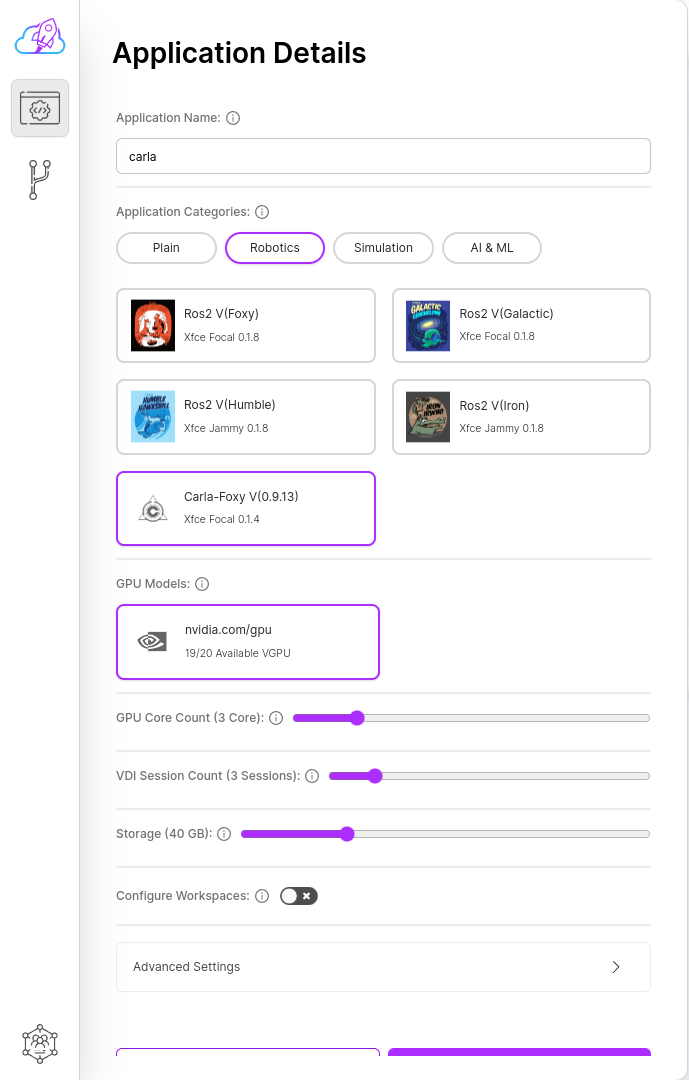 Application Details
Application Name:
carla
Application Categories:
Plain
Robotics
Simulation
AI & ML
Ros2 V(Foxy)
Xfce Focal 0.1.8
GALACTIC
Ros2 V(Galactic)
Xfce Focal 0.1.8
HUMBLE
HAWKSBILL
Ros2 V(Humble)
Xfce Jammy 0.1.8
IRON
IRWINI
Ros2 V(Iron)
Xfce Jammy 0.1.8
Carla-Foxy V(0.9.13)
Xfce Focal 0.1.4
GPU Models:
nvidia.com/gpu
19/20 Available VGPU
GPU Core Count (3 Core):
VDI Session Count (3 Sessions):
Storage (40 GB):
Configure Workspaces:
Advanced Settings